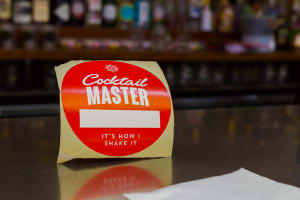 Cocktail
MASTER
IT'S HOW I
SHAKE IT